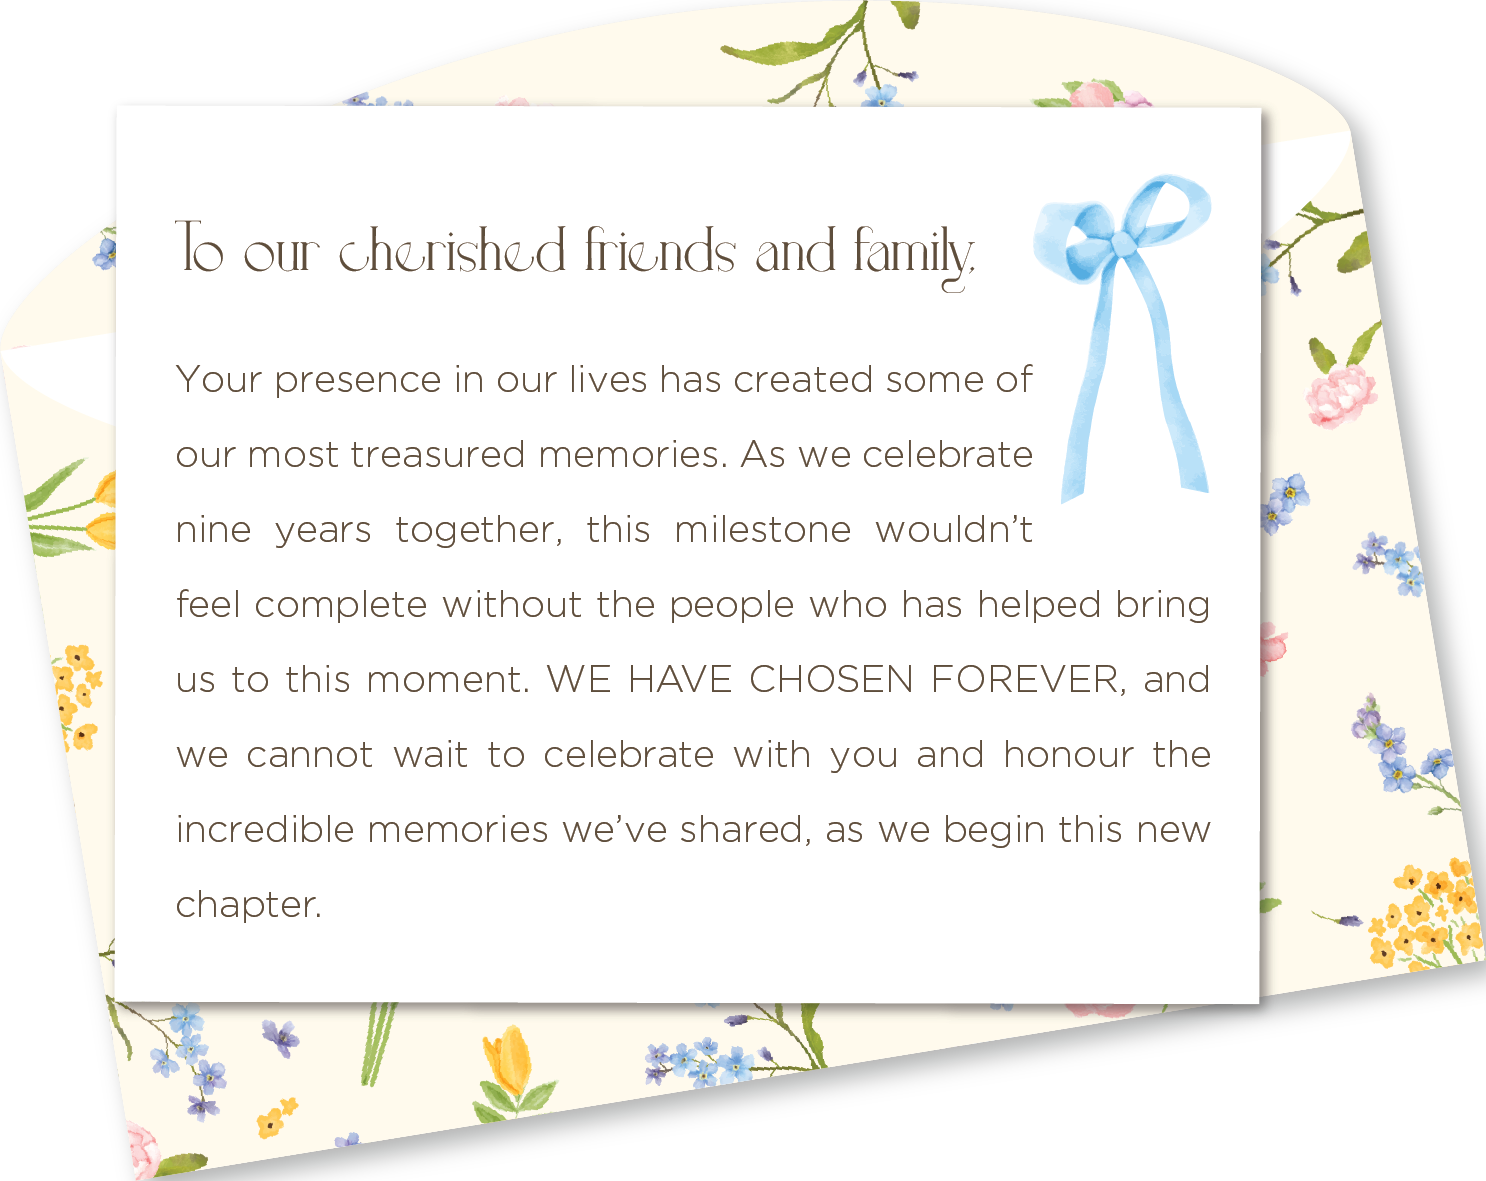 To our cherished friends and family,
Your presence in our lives has created some of
our most treasured memories. As we celebrate
nine years together, this milestone wouldn’t
feel complete without the people who has helped bring
us to this moment. WE HAVE CHOSEN FOREVER, and
we cannot wait to celebrate with you and honour the
incredible memories we’ve shared, as we begin this new
chapter.